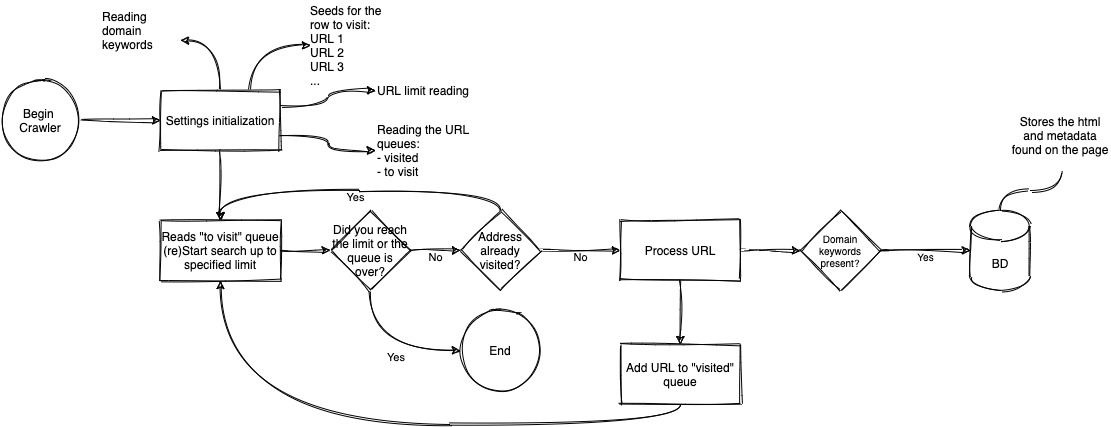 Reading
domain
keywords
Seeds for the
row to visit:
URL 1
URL 2
URL 3
...
Begin
Crawler
Settings initialization
URL limit reading
Reading the URL
queues:
- visited
- to visit
Stores the html
and metadata
found on the page
Yes
Reads "to visit" queue
(re)Start search up to
specified limit
Did you reach
the limit or the
queue is
over?
No
Address
already
visited?
No
Process URL
Domain
keywords
present?
Yes
BD
Yes
End
Add URL to "visited"
queue